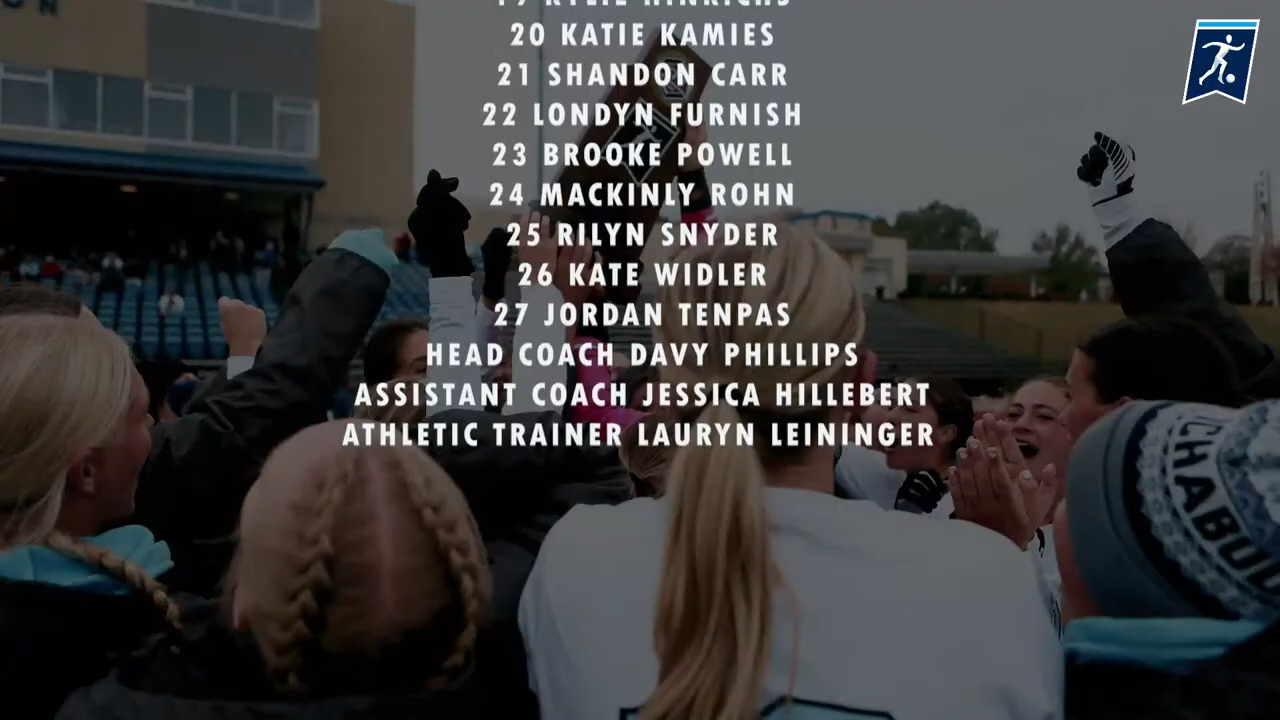 20 KATIE KAMIES
21 SHANDON CARR
22 LONDYN FURNISH
23 BROOKE POWELL
24 MACKINLY ROHN
25 RILYN SNYDER
26 KATE WIDLER
27 JORDAN TENPAS
HEAD COACH DAVY PHILLIPS
ASSISTANT COACH JESSICA HILLEBERT
ATHLETIC TRAINER LAURYN LEININGER